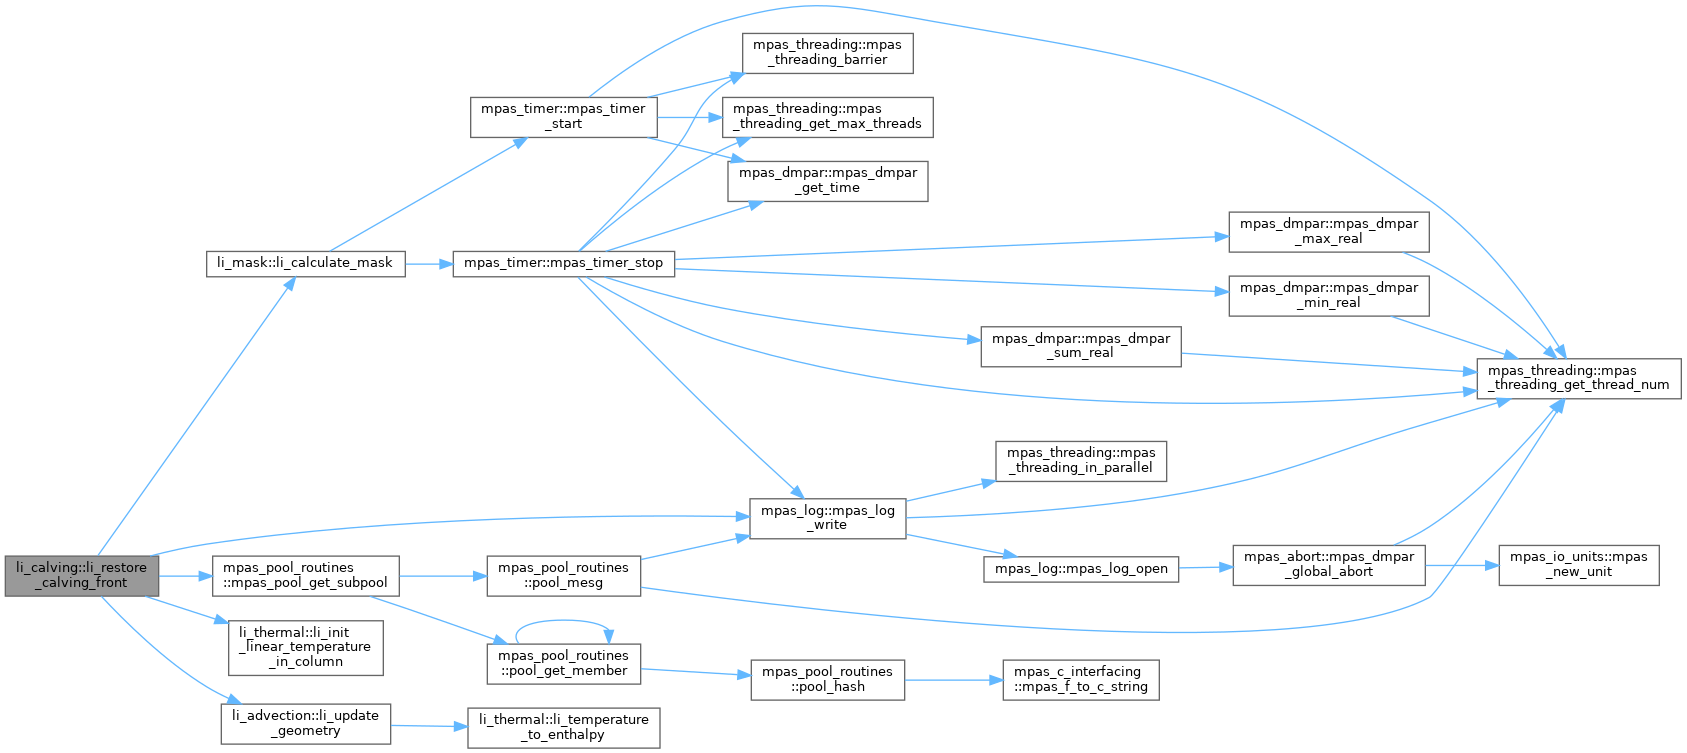 mpas_threading::mpas
_threading_barrier
mpas_timer::mpas_timer
_start
mpas_threading::mpas
_threading_get_max_threads
mpas_dmpar::mpas_dmpar
_get_time
mpas_dmpar::mpas_dmpar
_max_real
li_mask::li_calculate_mask
mpas_timer::mpas_timer_stop
mpas_dmpar::mpas_dmpar
_min_real
mpas_dmpar::mpas_dmpar
_sum_real
mpas_threading::mpas
_threading_get_thread_num
mpas_threading::mpas
_threading_in_parallel
mpas_log::mpas_log
_write
li_calving::li_restore
_calving_front
mpas_pool_routines
::mpas_pool_get_subpool
mpas_pool_routines
::pool_mesg
mpas_log::mpas_log_open
mpas_abort::mpas_dmpar
_global_abort
mpas_io_units::mpas
_new_unit
li_thermal::li_init
_linear_temperature
_in_column
mpas_pool_routines
::pool_get_member
mpas_pool_routines
::pool_hash
mpas_c_interfacing
::mpas_f_to_c_string
li_advection::li_update
_geometry
li_thermal::li_temperature
_to_enthalpy